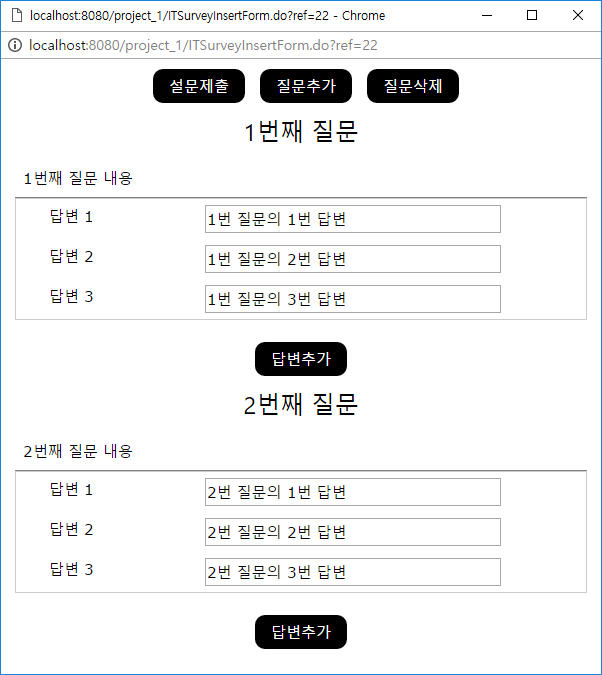 localhost:8080/project_1/ITSurveyInsertForm.do?ref=22 - Chrome
localhost:8080/project_1/ITSurveyInsertForm.do?ref=22
설문제출 질문추가 질문삭제
1번째 질문
1번째 질문 내용
답변 1 1번 질문의 1번 답변
답변 2 1번 질문의 2번 답변
답변 3 1번 질문의 3번 답변
답변추가
2번째 질문
2번째 질문 내용
답변 1 2번 질문의 1번 답변
답변 2 2번 질문의 2번 답변
답변 3 2번 질문의 3번 답변
답변추가